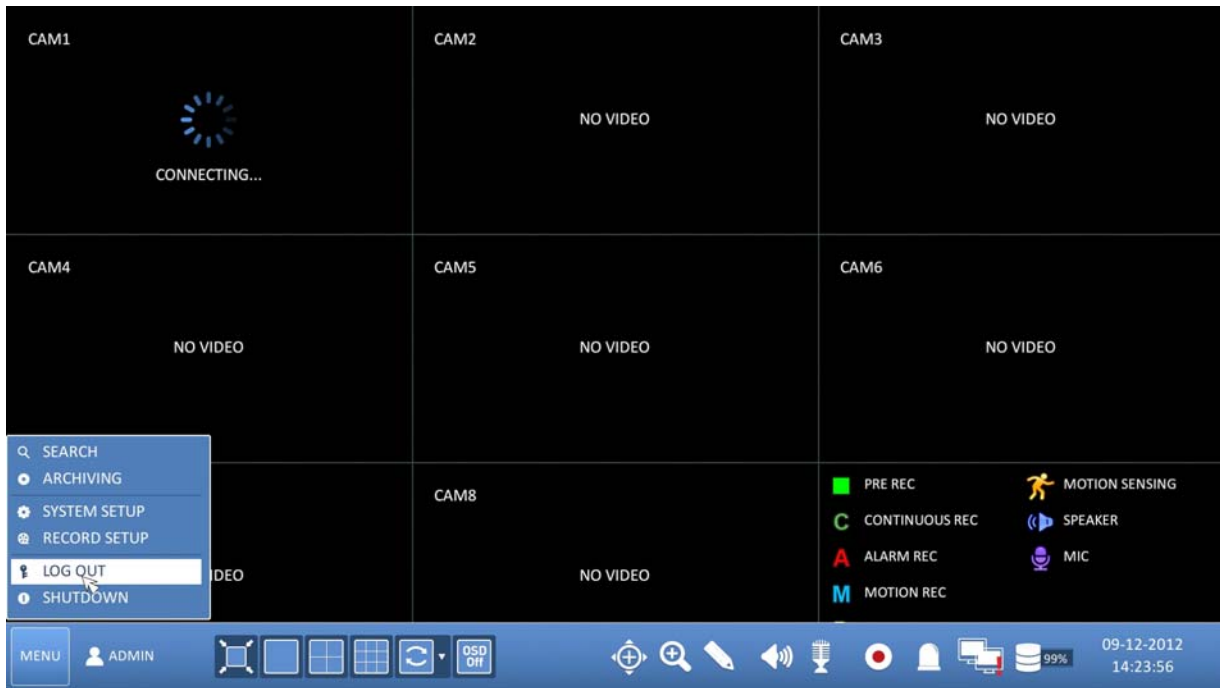 CAM1
CAM2
CAM3
NO VIDEO
NO VIDEO
CONNECTING...
CAM4
CAM5
CAM6
NO VIDEO
NO VIDEO
NO VIDEO
SEARCH
ARCHIVING
SYSTEM SETUP
RECORD SETUP
LOG OUT
SHUTDOWN
IDEO
CAM8
NO VIDEO
PRE REC
MOTION SENSING
C CONTINUOUS REC
SPEAKER
A ALARM REC
MIC
M MOTION REC
MENU
ADMIN
OSD
Off
99%
09-12-2012
14:23:56